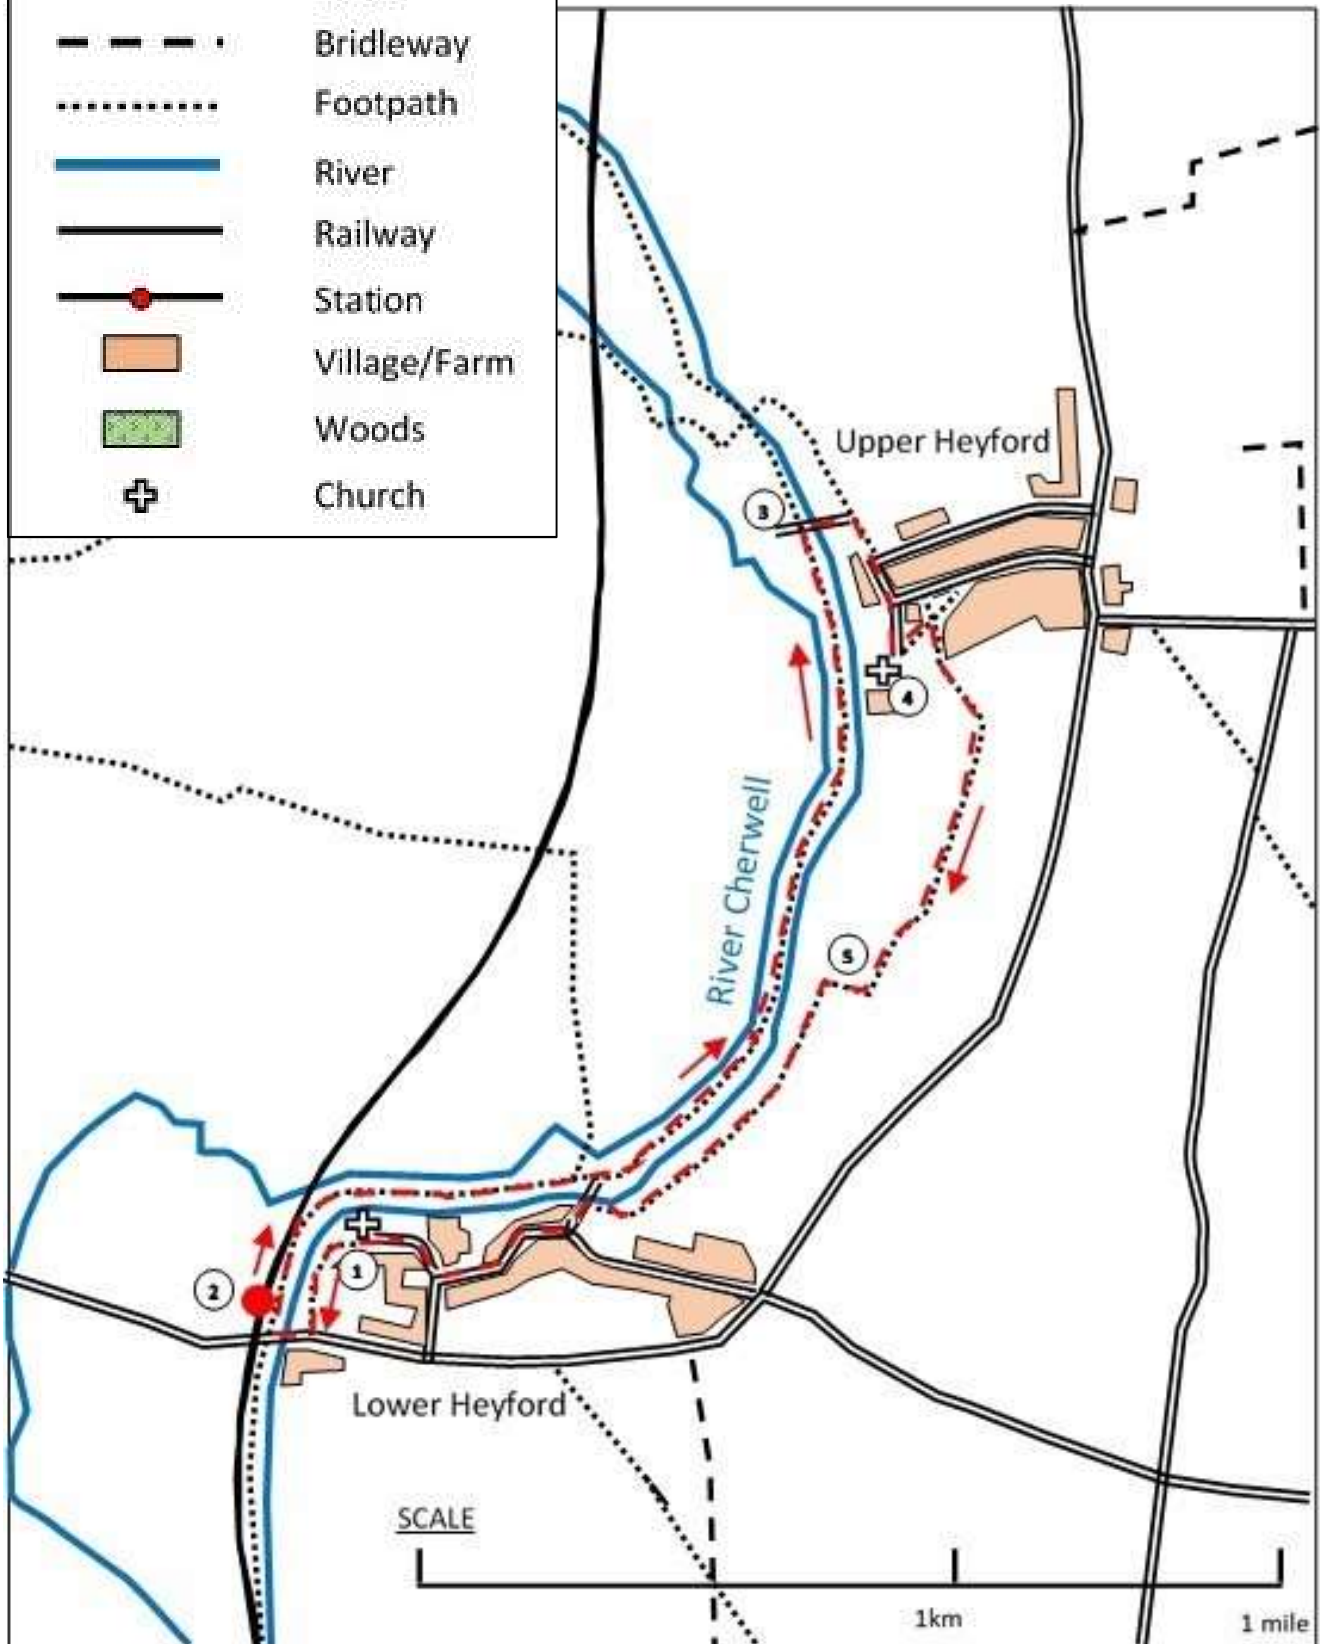 Bridleway
Footpath
River
Railway
Station
Village/Farm
Woods
Church
Upper Heyford
3
4
River Cherwell
5
1
2
Lower Heyford
SCALE
1km
1 mile